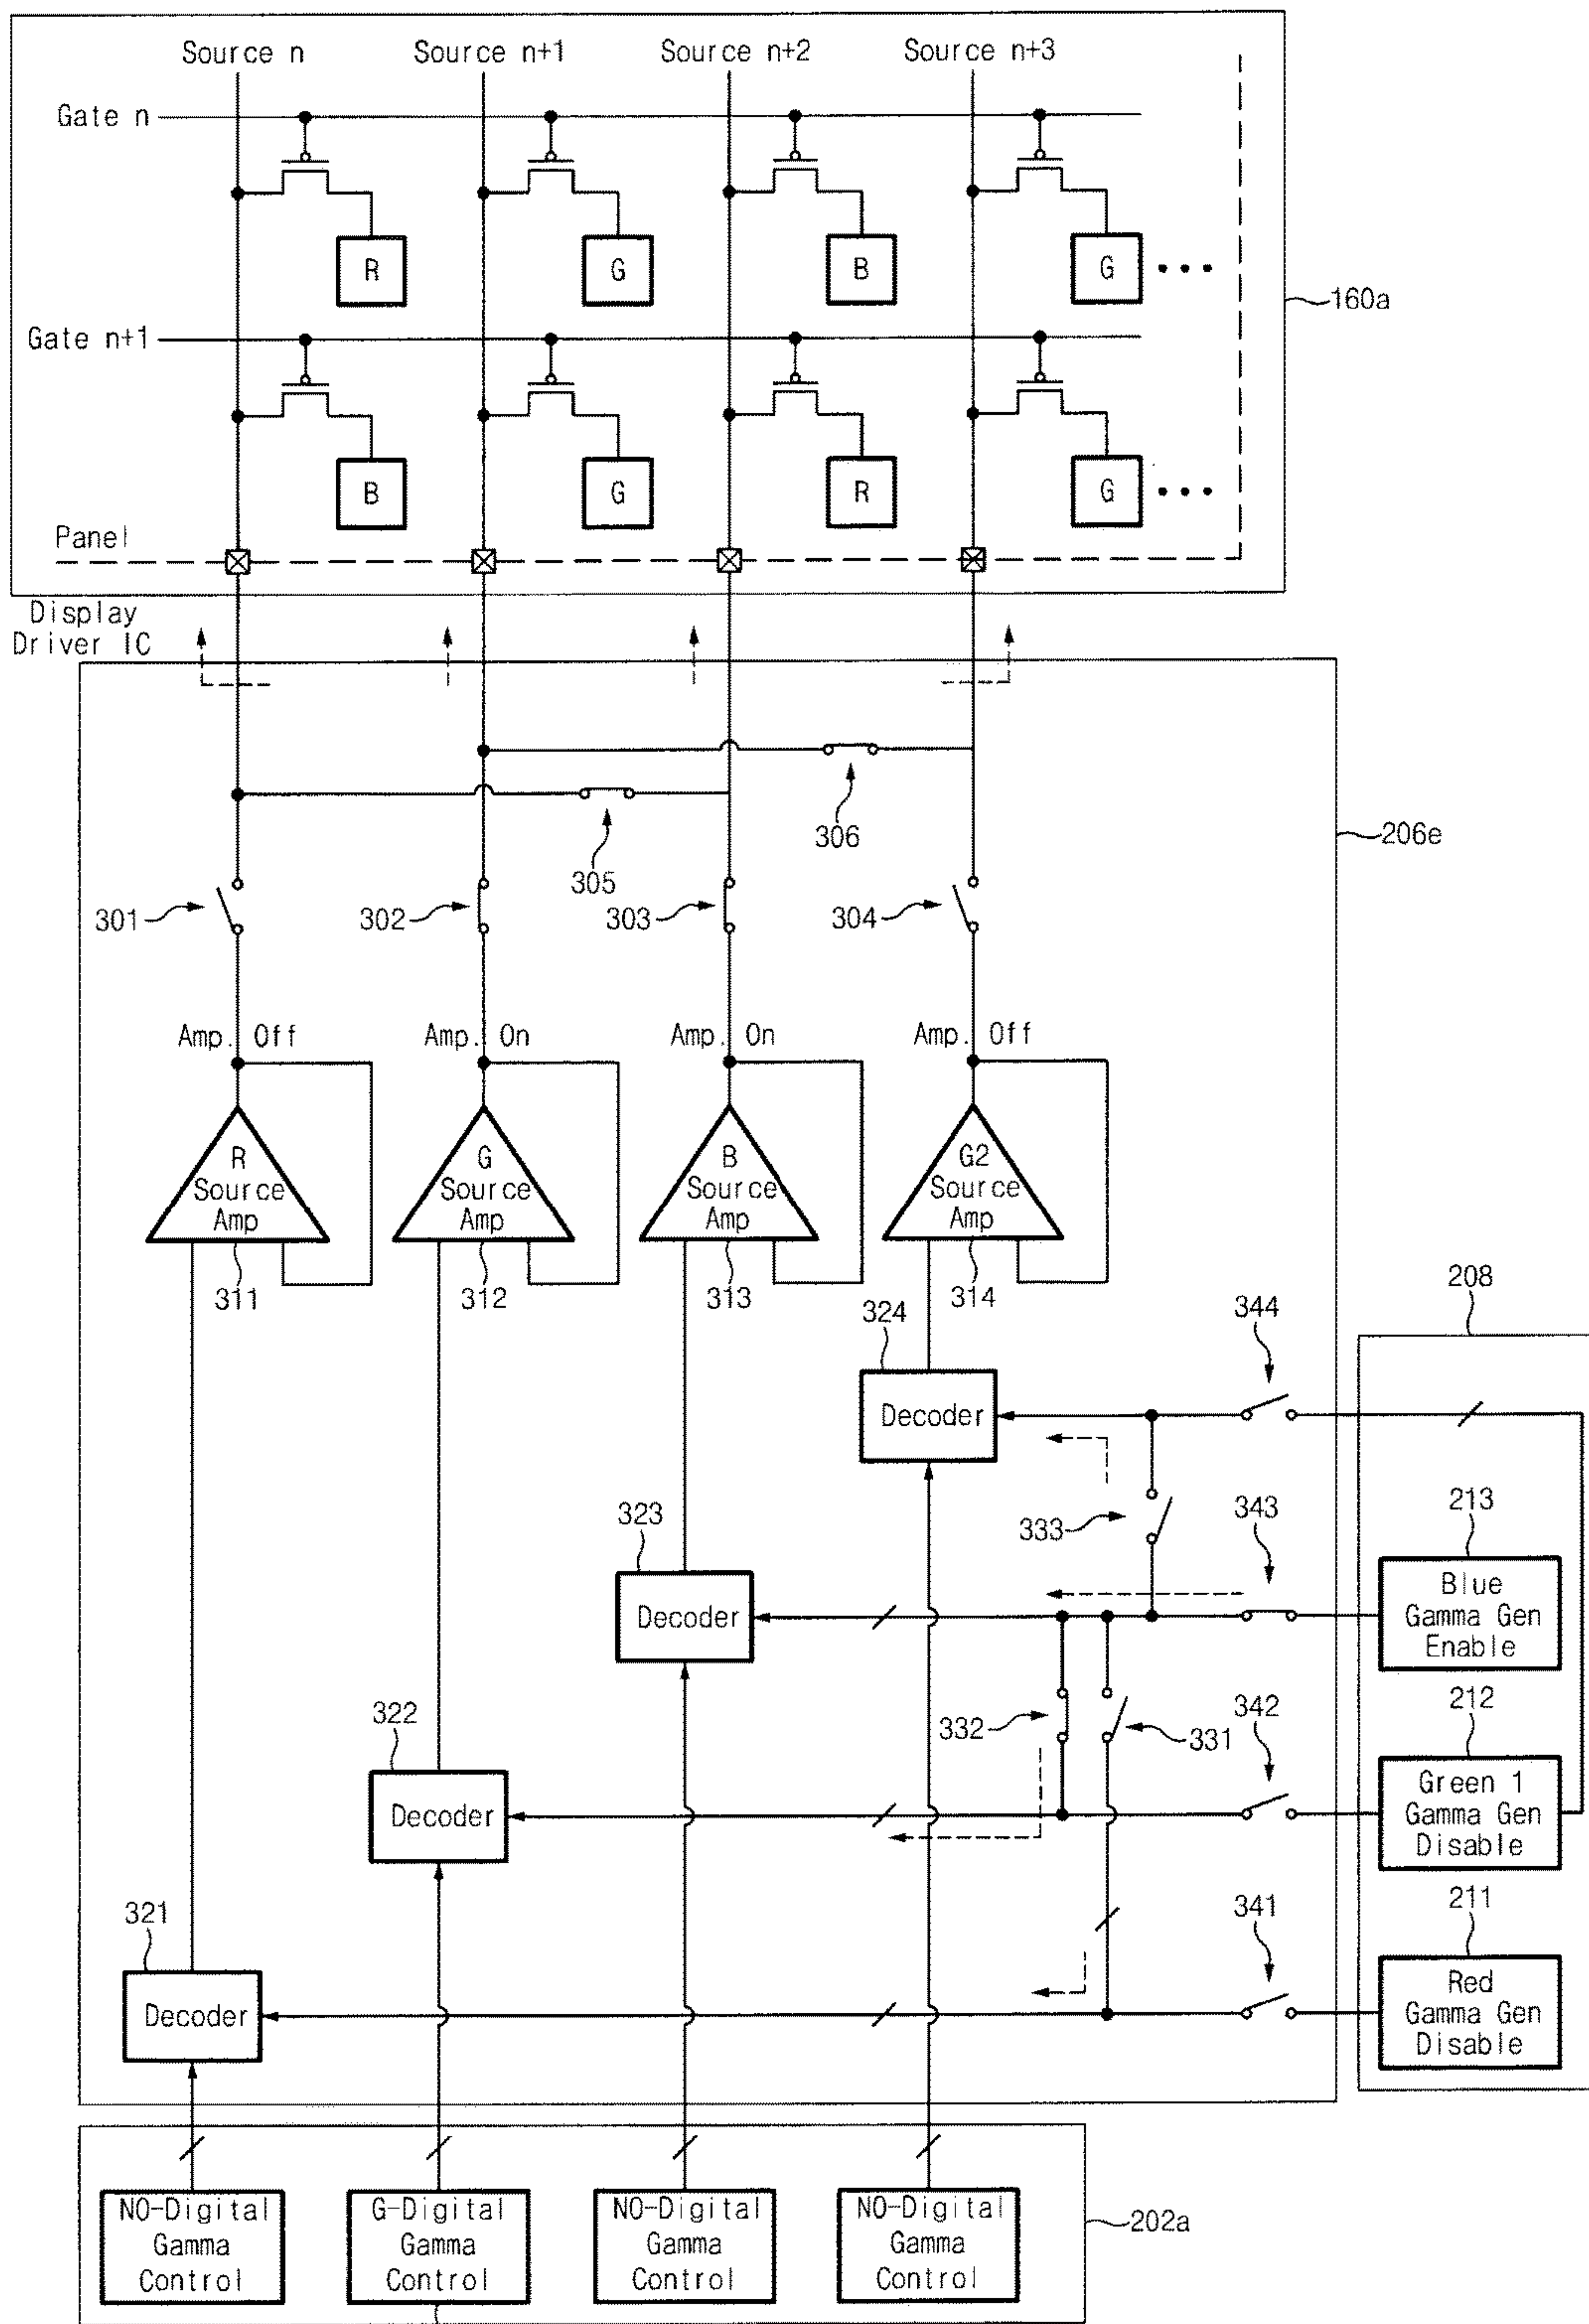 Source n
Source n+1
Source n+2
Source n+3
Gate n
R
G
B
G
160a
Gate n+1
B
G
R
G
Panel
Display
Driver IC
306
206e
305
301
302
303
304
Amp. Off
Amp. On
Amp. On
Amp. Off
R
Source
Amp
G
Source
Amp
B
Source
Amp
G2
Source
Amp
311
312
313
314
208
324
344
Decoder
333
343
213
323
Decoder
Blue
Gamma Gen
Enable
332
331
342
212
322
Decoder
Green 1
Gamma Gen
Disable
341
211
321
Decoder
Red
Gamma Gen
Disable
NO-Digital
Gamma
Control
G-Digital
Gamma
Control
NO-Digital
Gamma
Control
NO-Digital
Gamma
Control
202a